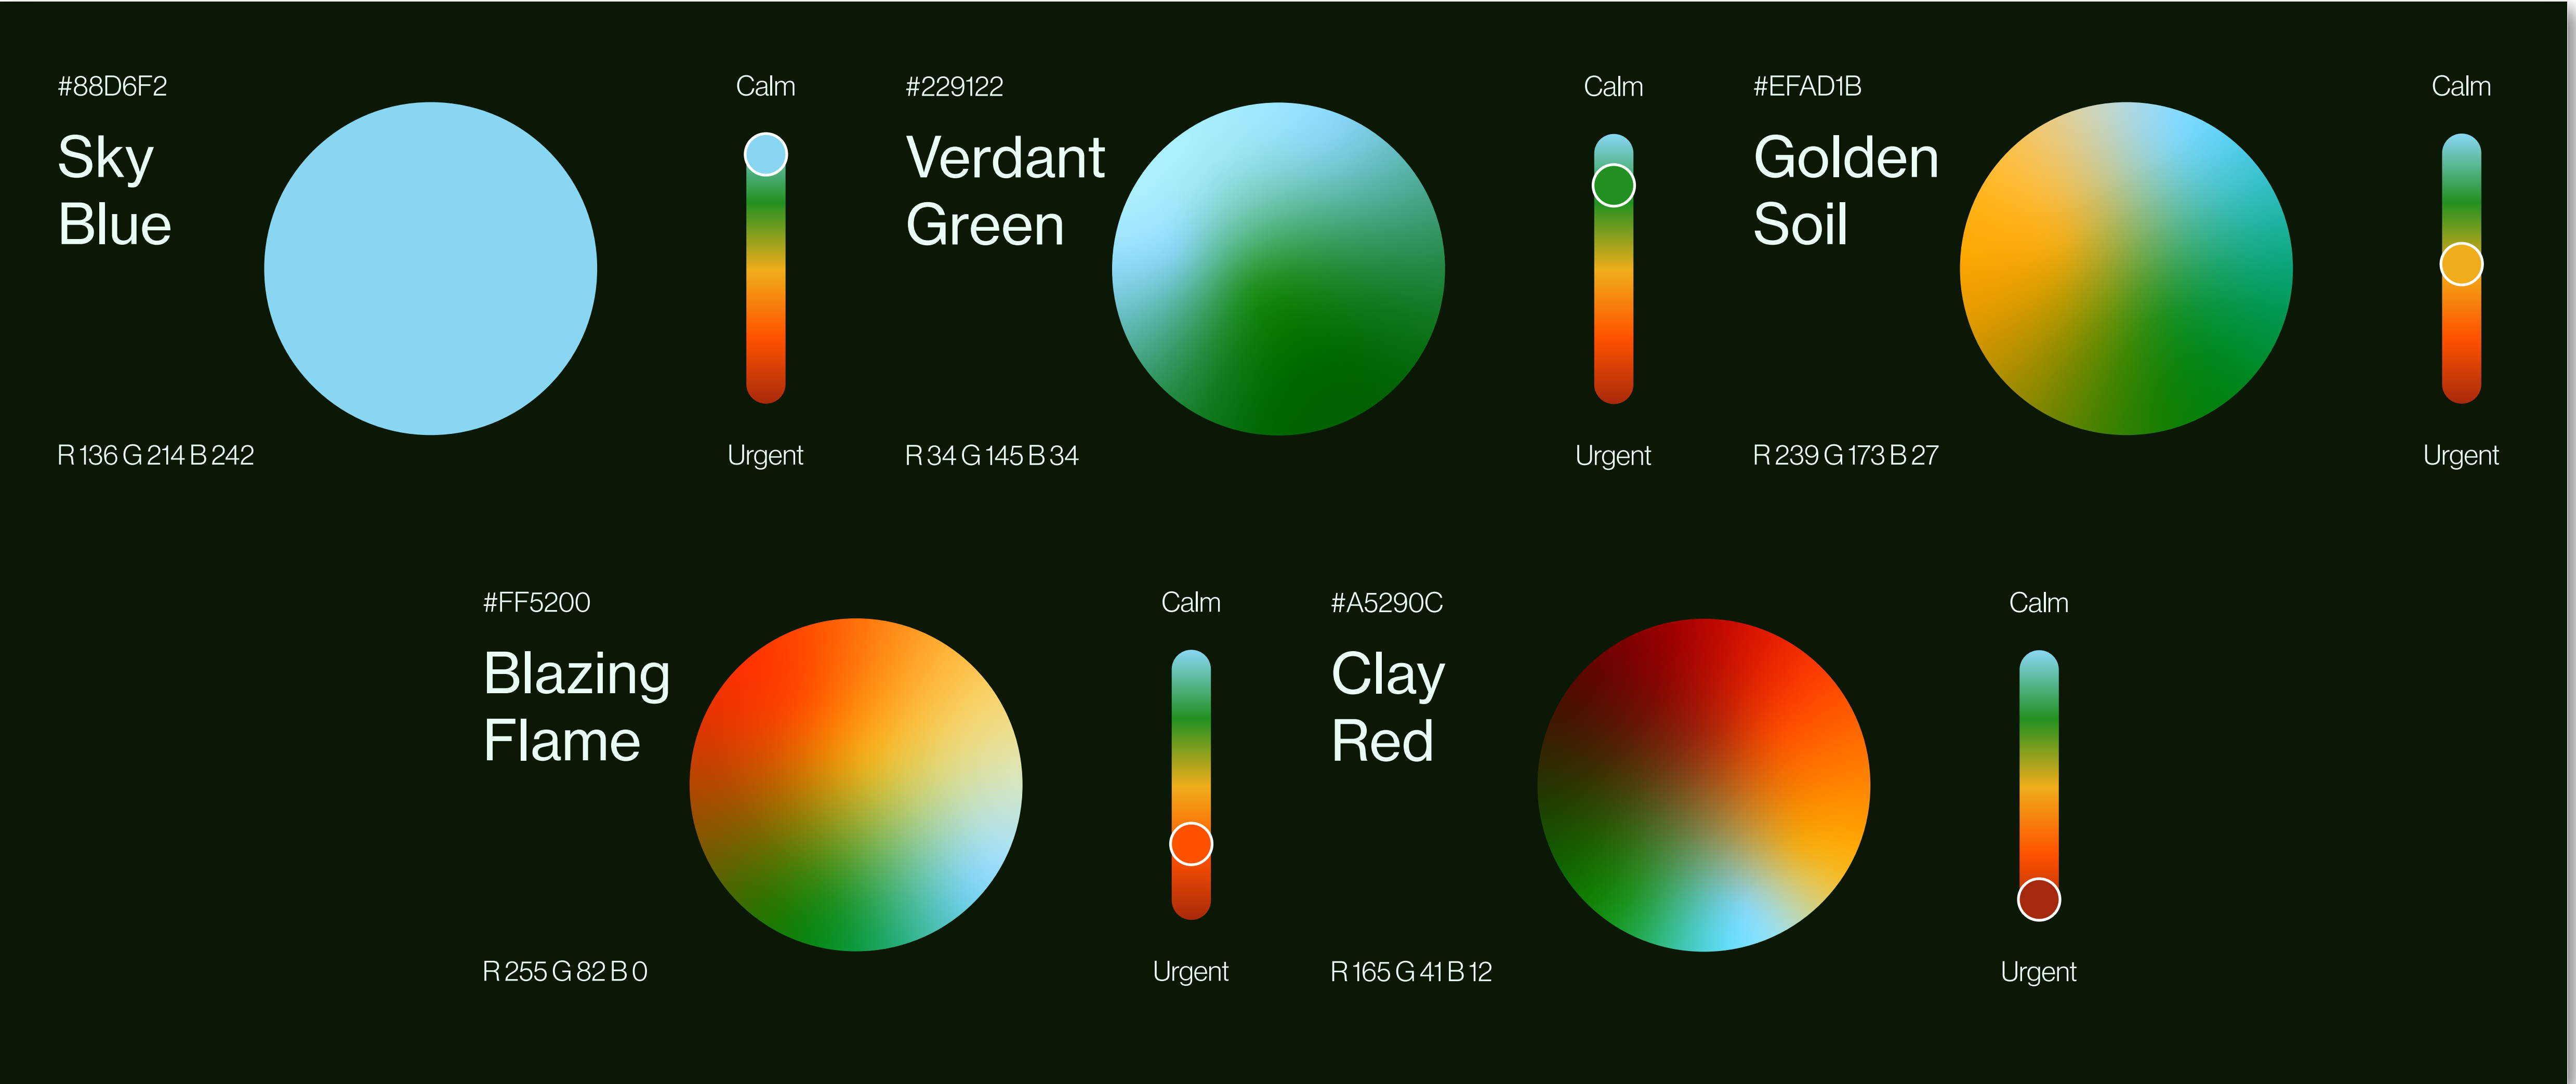 #88D6F2
Sky
Blue
R 136 G 214 B 242
Calm
Urgent
#229122
Verdant
Green
R 34 G 145 B 34
Calm
Urgent
#EFAD1B
Golden
Soil
R 239 G 173 B 27
Calm
Urgent
#FF5200
Blazing
Flame
R 255 G 82 B 0
Calm
Urgent
#A5290C
Clay
Red
R 165 G 41 B 12
Calm
Urgent